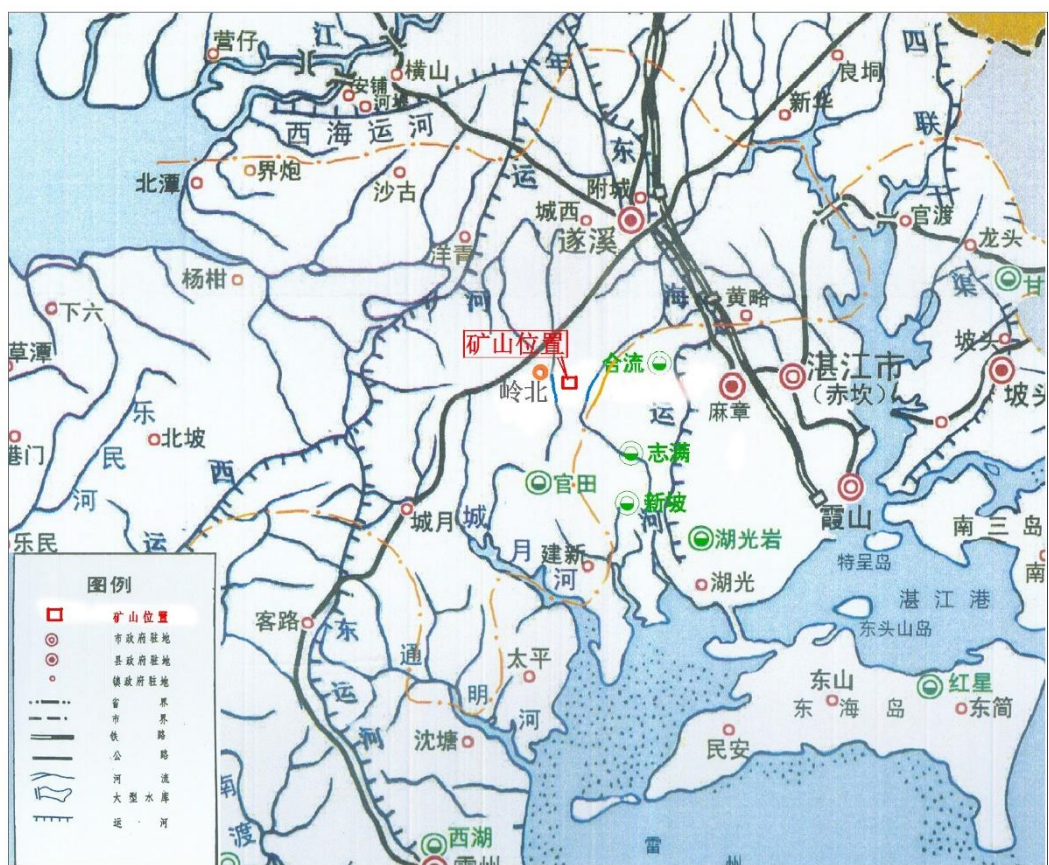 营仔
江
横山
安铺
河堤
西海运河
年
四
良垌
新华
联
东
北潭
界炮
沙古
运
附城
城西
遂溪
官渡
龙头
洋青
渠
甘
杨柑
河
海
黄略
下六
矿山位置
坡头
草潭
岭北
合流
湛江市
(赤坎)
麻章
坡头
乐
民
河
北坡
港门
西
运
志满
官田
新坡
河
城月
城
月
河
霞山
南三岛
乐民
运
建新
湖光岩
特呈岛
南
湖光
湛江港
客路
东
运
河
通
明
河
太平
东头山岛
东山
红星
东海岛
东简
沈塘
民安
南
渡
西湖
雷州
雷
州
图例
矿山位置
市政府驻地
县政府驻地
镇政府驻地
省界
市界
铁路
公路
河流
大型水库
运河